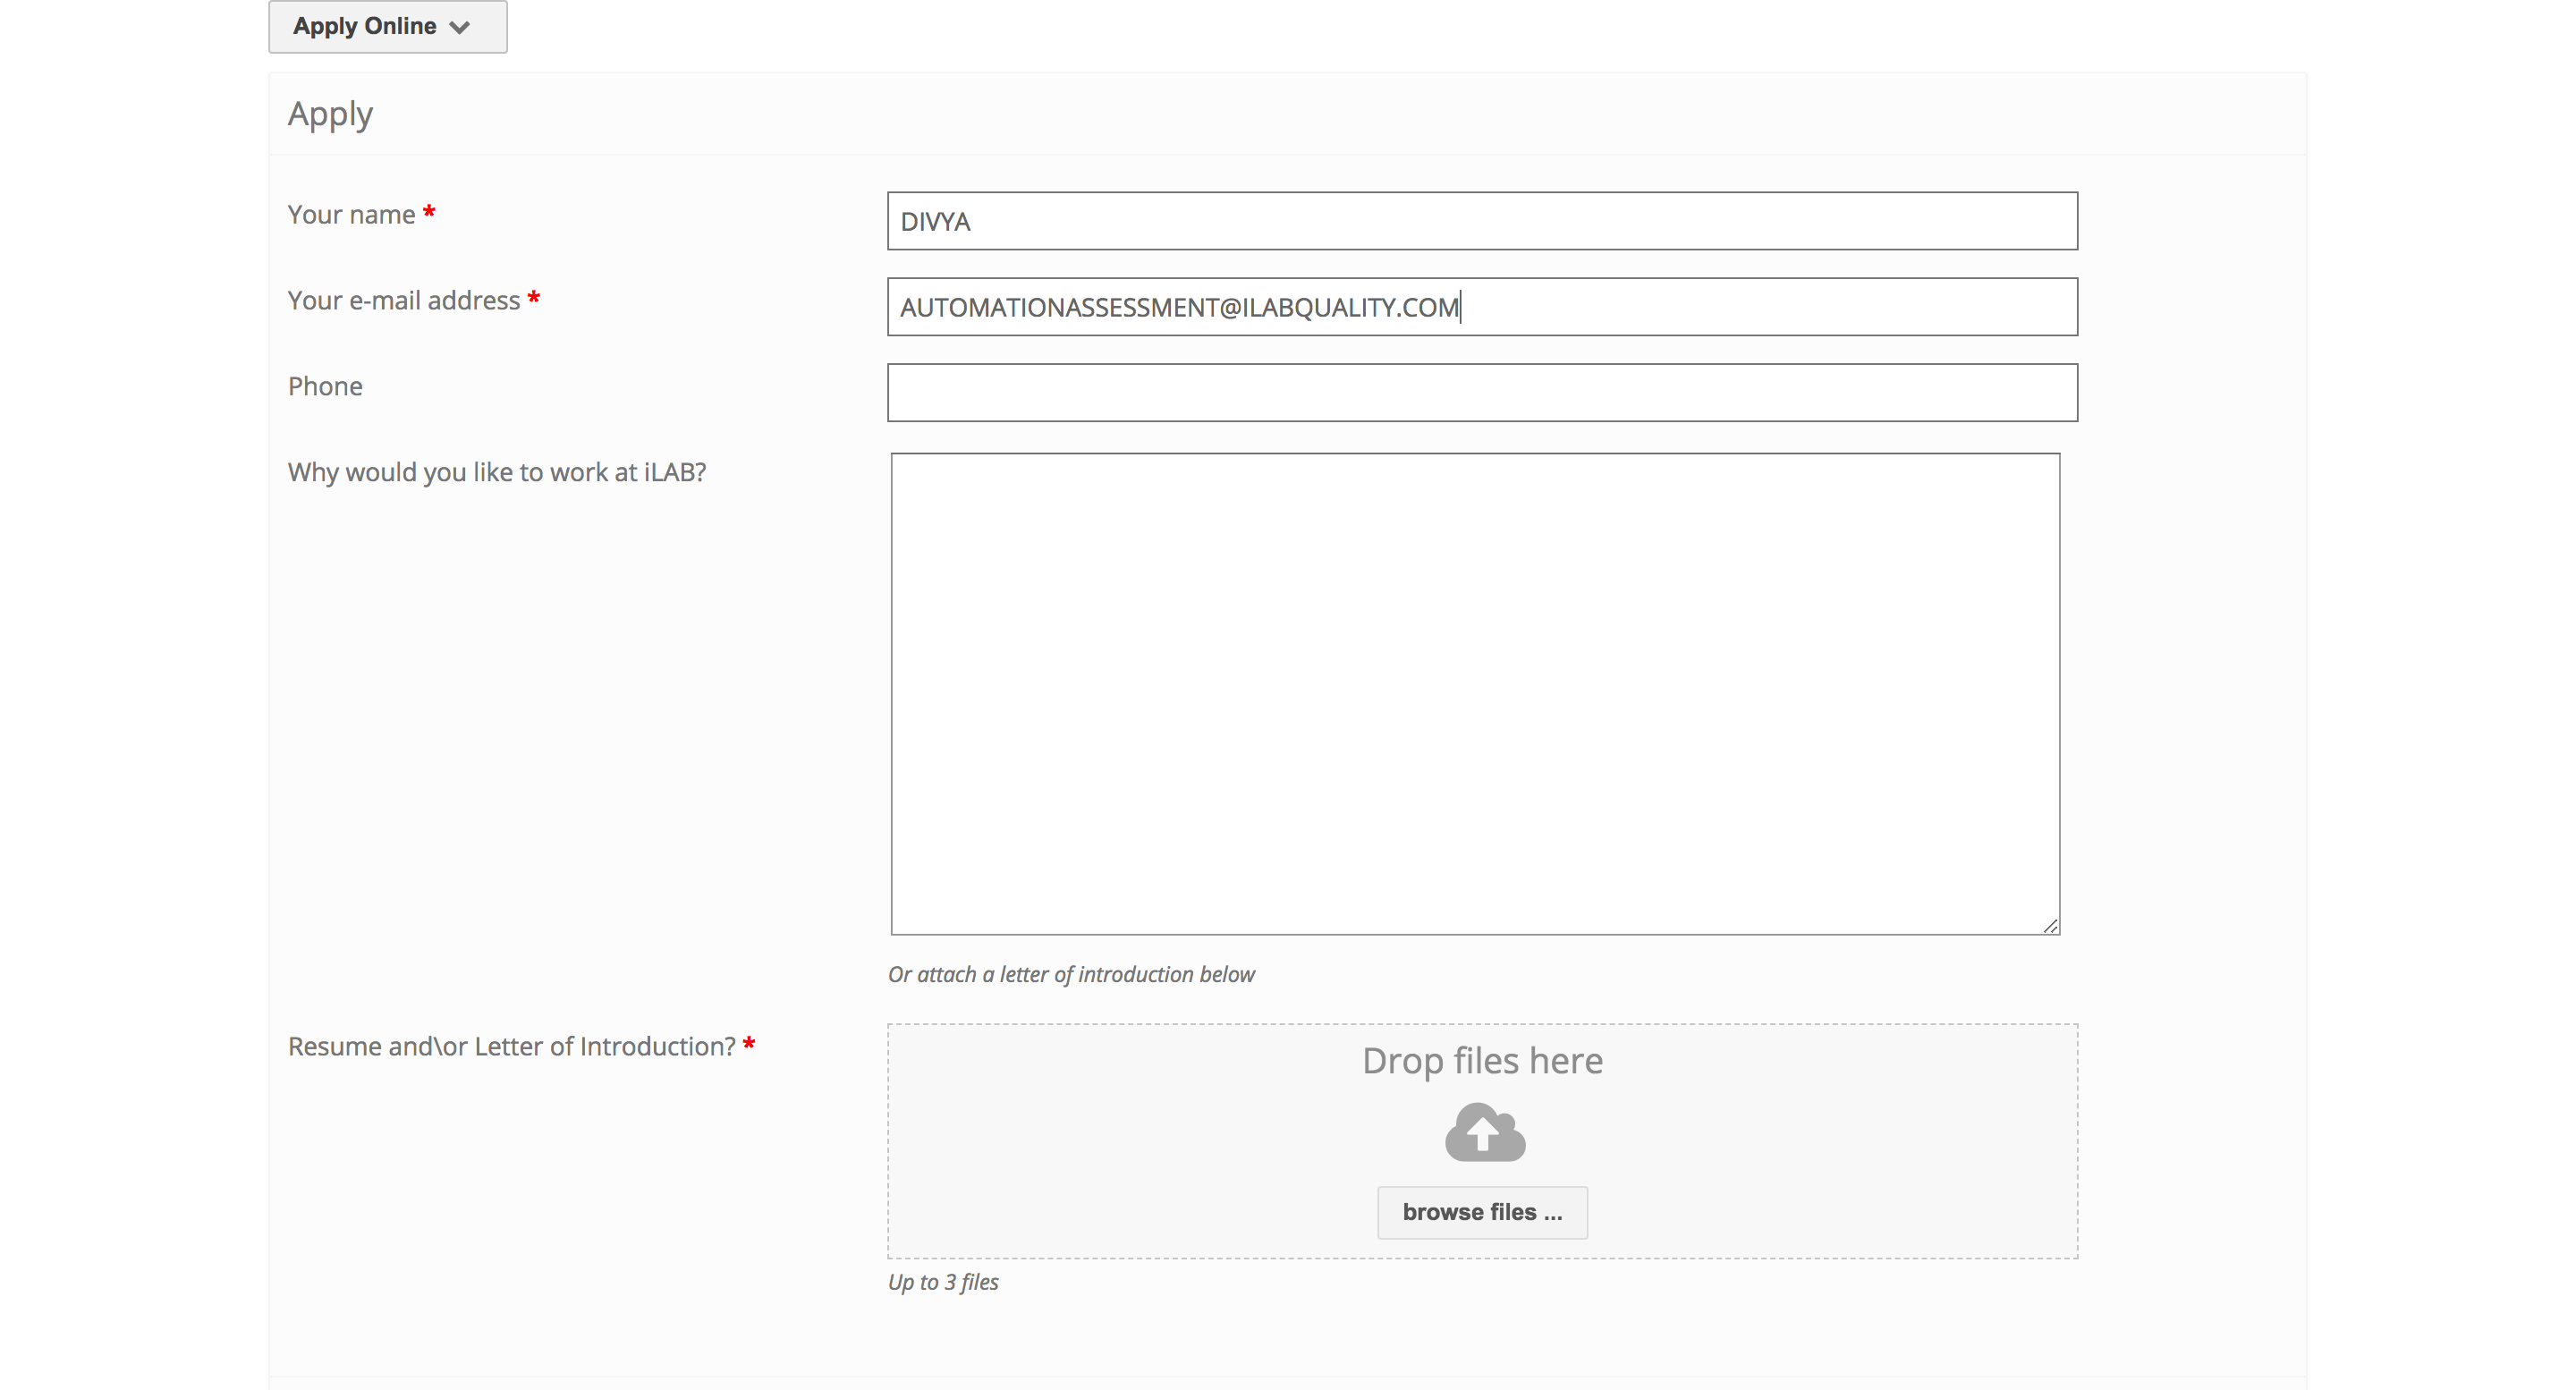 Apply Online
Apply
Your name *
DIVYA
Your e-mail address *
AUTOMATIONASSESSMENT@ILABQUALITY.COM
Phone
Why would you like to work at iLAB?
Or attach a letter of introduction below
Resume and\or Letter of Introduction? *
Drop files here
browse files ...
Up to 3 files